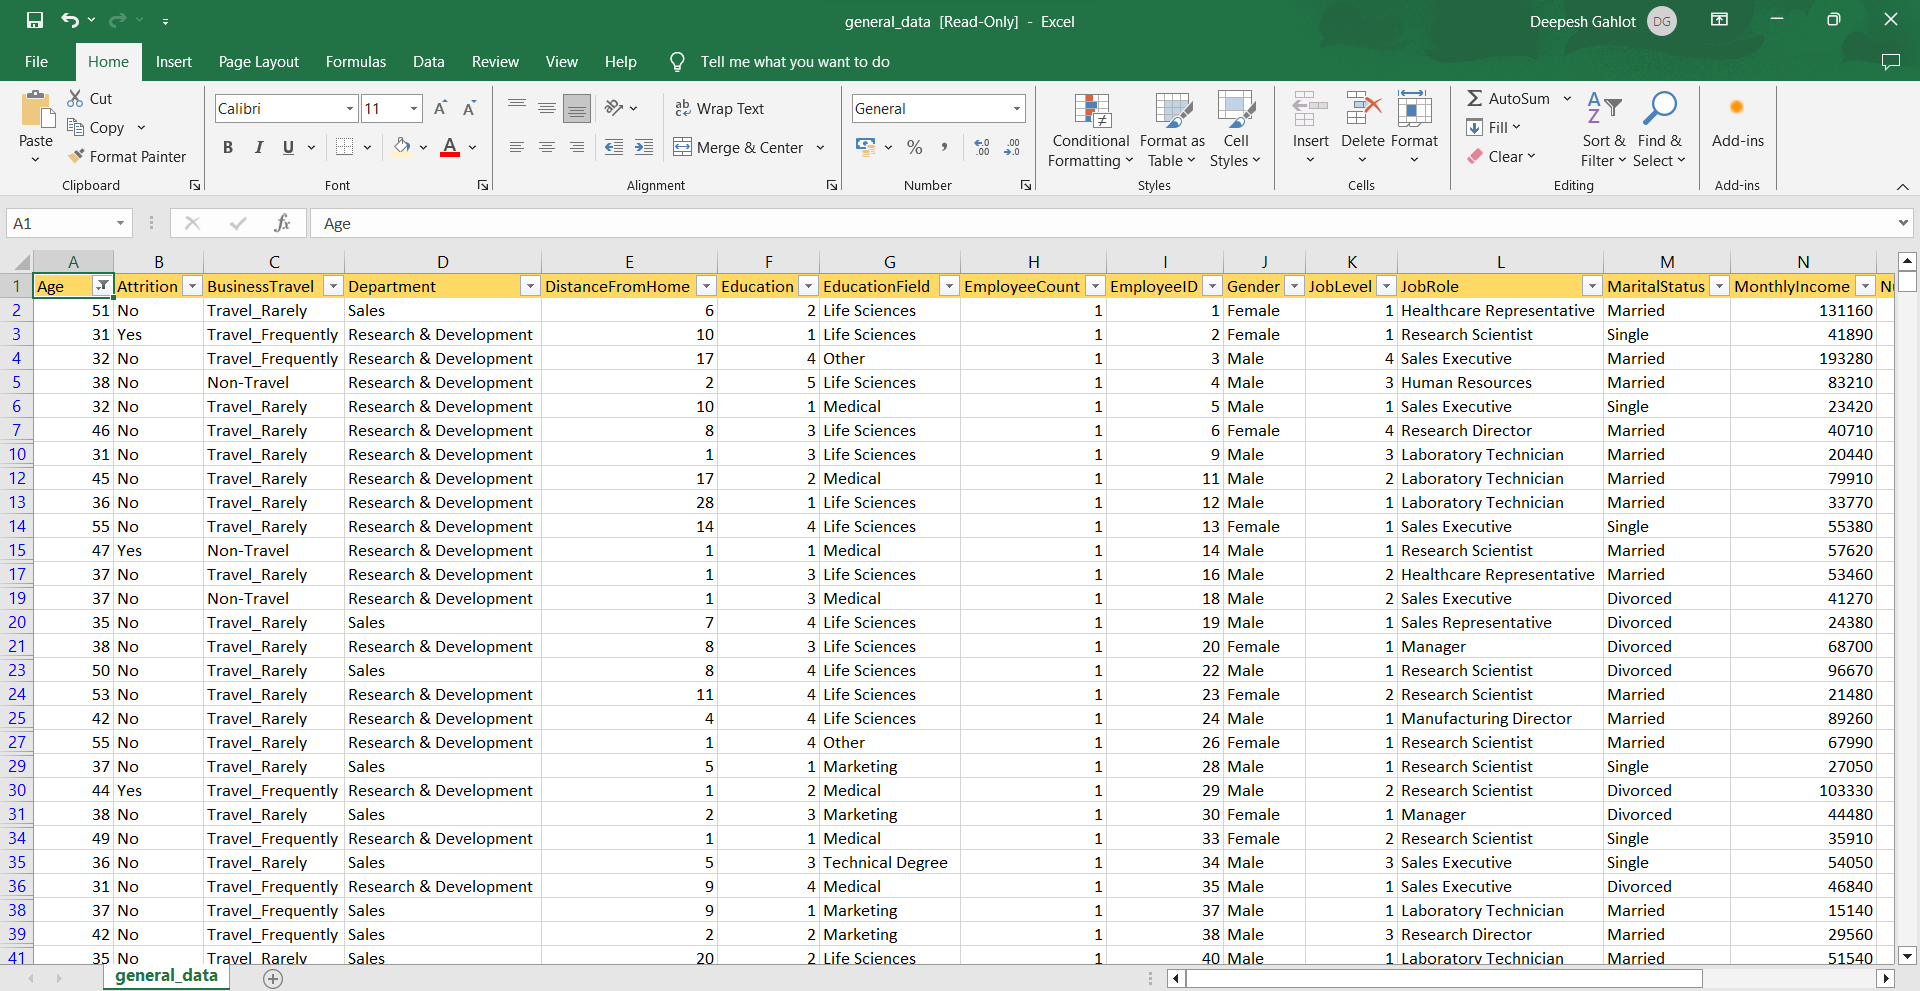 general_data [Read-Only] - Excel
Deepesh Gahlot DG
File Home Insert Page Layout Formulas Data Review View Help Tell me what you want to do
Cut
Copy
Format Painter
Paste
Clipboard
Calibri 11
B I U
Font
Wrap Text
Merge & Center
Alignment
General
Number
Conditional Formatting
Format as Table
Cell Styles
Styles
Insert Delete Format
Cells
AutoSum
Fill
Clear
Sort & Filter
Find & Select
Editing
Add-ins
Add-ins
A1 fx Age
A B C D E F G H I J K L M N
1 Age Attrition BusinessTravel Department DistanceFromHome Education EducationField EmployeeCount EmployeeID Gender JobLevel JobRole MaritalStatus MonthlyIncome
2 51 No Travel_Rarely Sales 6 2 Life Sciences 1 1 Female 1 Healthcare Representative Married 131160
3 31 Yes Travel_Frequently Research & Development 10 1 Life Sciences 1 2 Female 1 Research Scientist Single 41890
4 32 No Travel_Frequently Research & Development 17 4 Other 1 3 Male 4 Sales Executive Married 193280
5 38 No Non-Travel Research & Development 2 5 Life Sciences 1 4 Male 3 Human Resources Married 83210
6 32 No Travel_Rarely Research & Development 10 1 Medical 1 5 Male 1 Sales Executive Single 23420
7 46 No Travel_Rarely Research & Development 8 3 Life Sciences 1 6 Female 4 Research Director Married 40710
10 31 No Travel_Rarely Research & Development 1 3 Life Sciences 1 9 Male 3 Laboratory Technician Married 20440
12 45 No Travel_Rarely Research & Development 17 2 Medical 1 11 Male 2 Laboratory Technician Married 79910
13 36 No Travel_Rarely Research & Development 28 1 Life Sciences 1 12 Male 1 Laboratory Technician Married 33770
14 55 No Travel_Rarely Research & Development 14 4 Life Sciences 1 13 Female 1 Sales Executive Single 55380
15 47 Yes Non-Travel Research & Development 1 1 Medical 1 14 Male 1 Research Scientist Married 57620
17 37 No Travel_Rarely Research & Development 1 3 Life Sciences 1 16 Male 2 Healthcare Representative Married 53460
19 37 No Non-Travel Research & Development 1 3 Medical 1 18 Male 2 Sales Executive Divorced 41270
20 35 No Travel_Rarely Sales 7 4 Life Sciences 1 19 Male 1 Sales Representative Divorced 24380
21 38 No Travel_Rarely Research & Development 8 3 Life Sciences 1 20 Female 1 Manager Divorced 68700
23 50 No Travel_Rarely Sales 8 4 Life Sciences 1 22 Male 1 Research Scientist Divorced 96670
24 53 No Travel_Rarely Research & Development 11 4 Life Sciences 1 23 Female 2 Research Scientist Married 21480
25 42 No Travel_Rarely Research & Development 4 4 Life Sciences 1 24 Male 1 Manufacturing Director Married 89260
27 55 No Travel_Rarely Research & Development 1 4 Other 1 26 Female 1 Research Scientist Married 67990
29 37 No Travel_Rarely Sales 5 1 Marketing 1 28 Male 1 Research Scientist Single 27050
30 44 Yes Travel_Frequently Research & Development 1 2 Medical 1 29 Male 2 Research Scientist Divorced 103330
31 38 No Travel_Rarely Sales 2 3 Marketing 1 30 Female 1 Manager Divorced 44480
34 49 No Travel_Frequently Research & Development 1 1 Medical 1 33 Female 2 Research Scientist Single 35910
35 36 No Travel_Rarely Sales 5 3 Technical Degree 1 34 Male 3 Sales Executive Single 54050
36 31 No Travel_Frequently Research & Development 9 4 Medical 1 35 Male 1 Sales Executive Divorced 46840
38 37 No Travel_Frequently Sales 9 1 Marketing 1 37 Male 1 Laboratory Technician Married 15140
39 42 No Travel_Frequently Sales 2 2 Marketing 1 38 Male 3 Research Director Married 29560
41 35 No Travel_Rarely Sales 20 2 Life Sciences 1 40 Male 1 Laboratory Technician Married 51540
general_data